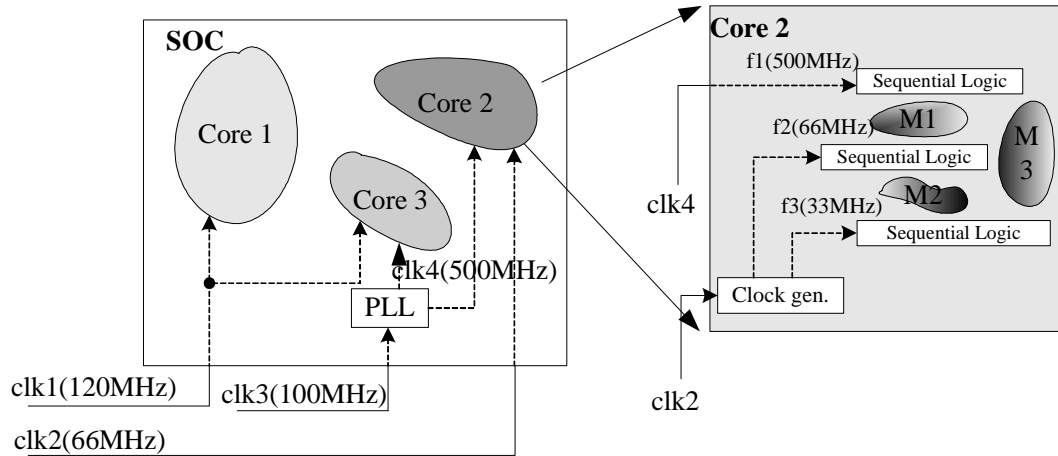 SOC
Core 1
Core 2
Core 3
clk4(500MHz)
PLL
clk1(120MHz)
clk3(100MHz)
clk2(66MHz)
Core 2
f1(500MHz)
Sequential Logic
M1
f2(66MHz)
Sequential Logic
M
3
M2
f3(33MHz)
Sequential Logic
clk4
Clock gen.
clk2